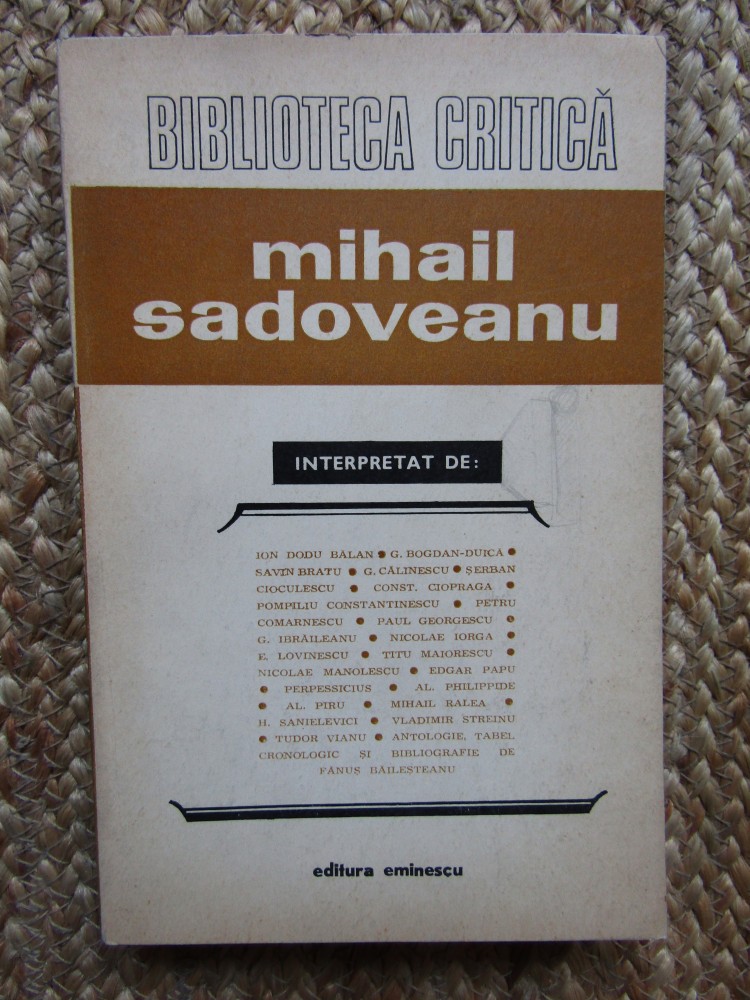 BIBLIOTECA CRITICĂ
mihail
sadoveanu
INTERPRETAT DE:
ION DODU BĂLAN ● G. BOGDAN-DUICĂ ●
SAVIN BRATU ● G. CĂLINESCU ● ȘERBAN
CIOCULESCU ● CONST. CIOPRAGA ●
POMPILIU CONSTANTINESCU ● PETRU
COMARNESCU ● PAUL GEORGESCU ●
G. IBRĂILEANU ● NICOLAE IORGA ●
E. LOVINESCU ● TITU MAIORESCU ●
NICOLAE MANOLESCU ● EDGAR PAPU
● PERPESSICIUS ● AL. PHILIPPIDE
● AL. PIRU ● MIHAIL RALEA ●
H. SANIELEVICI ● VLADIMIR STREINU
● TUDOR VIANU ● ANTOLOGIE, TABEL
CRONOLOGIC ȘI BIBLIOGRAFIE DE
FĂNUȘ BĂILEȘTEANU
editura eminescu